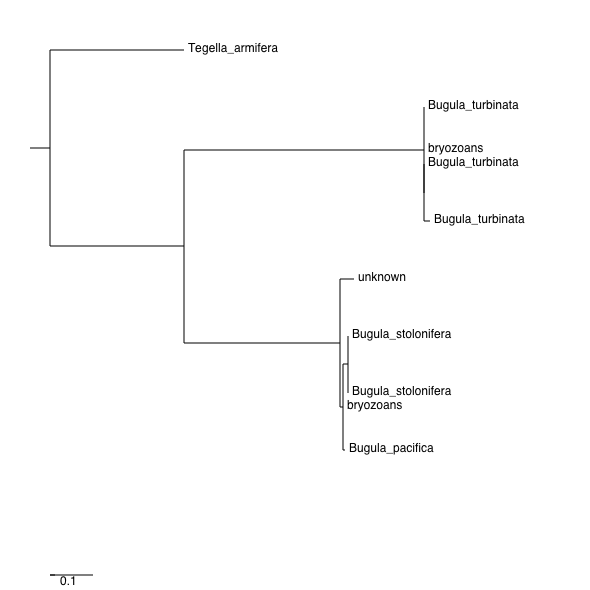 Tegella_armifera
Bugula_turbinata
bryozoans
Bugula_turbinata
Bugula_turbinata
unknown
Bugula_stolonifera
Bugula_stolonifera
bryozoans
Bugula_pacifica
0.1